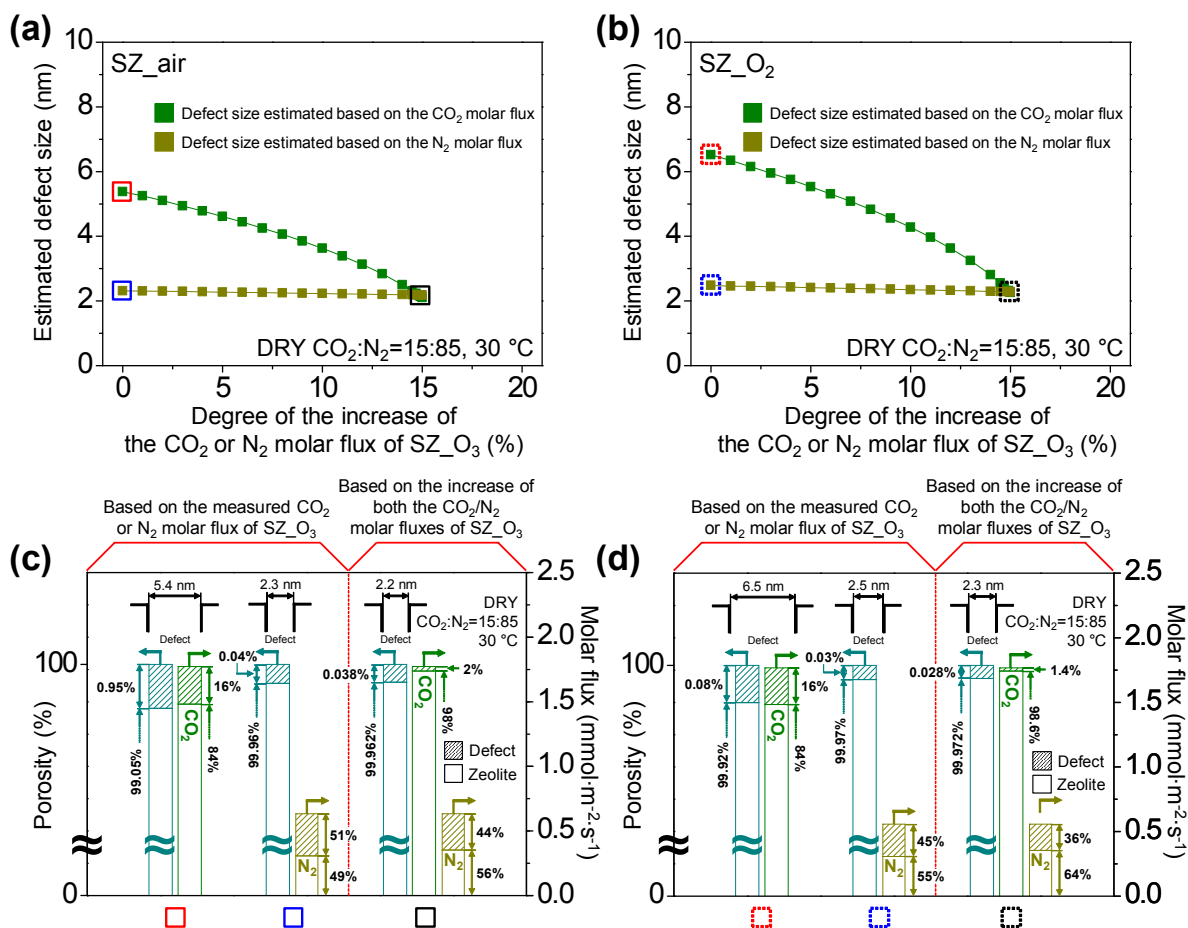 (a)
SZ_air
Defect size estimated based on the CO2 molar flux
Defect size estimated based on the N2 molar flux
DRY CO2:N2=15:85, 30 °C
Estimated defect size (nm)
10
8
6
4
2
0
0 5 10 15 20
Degree of the increase of
the CO2 or N2 molar flux of SZ_O3 (%)
(b)
SZ_O2
Defect size estimated based on the CO2 molar flux
Defect size estimated based on the N2 molar flux
DRY CO2:N2=15:85, 30 °C
Estimated defect size (nm)
10
8
6
4
2
0
0 5 10 15 20
Degree of the increase of
the CO2 or N2 molar flux of SZ_O3 (%)
(c)
Based on the measured CO2
or N2 molar flux of SZ_O3
Based on the increase of
both the CO2/N2
molar fluxes of SZ_O3
5.4 nm
2.3 nm
2.2 nm
DRY
CO2:N2=15:85
30 °C
Defect
Defect
Defect
0.95%
99.05%
16%
84%
CO2
0.04%
99.96%
51%
49%
N2
0.038%
99.962%
2%
98%
CO2
44%
56%
N2
Defect
Zeolite
Porosity (%)
100
0
Molar flux (mmol·m-2·s-1)
2.5
2.0
1.5
1.0
0.5
0.0
(d)
Based on the measured CO2
or N2 molar flux of SZ_O3
Based on the increase of
both the CO2/N2
molar fluxes of SZ_O3
6.5 nm
2.5 nm
2.3 nm
DRY
CO2:N2=15:85
30 °C
Defect
Defect
Defect
0.08%
99.92%
16%
84%
CO2
0.03%
99.97%
45%
55%
N2
0.028%
99.972%
1.4%
98.6%
CO2
36%
64%
N2
Defect
Zeolite
Porosity (%)
100
0
Molar flux (mmol·m-2·s-1)
2.5
2.0
1.5
1.0
0.5
0.0